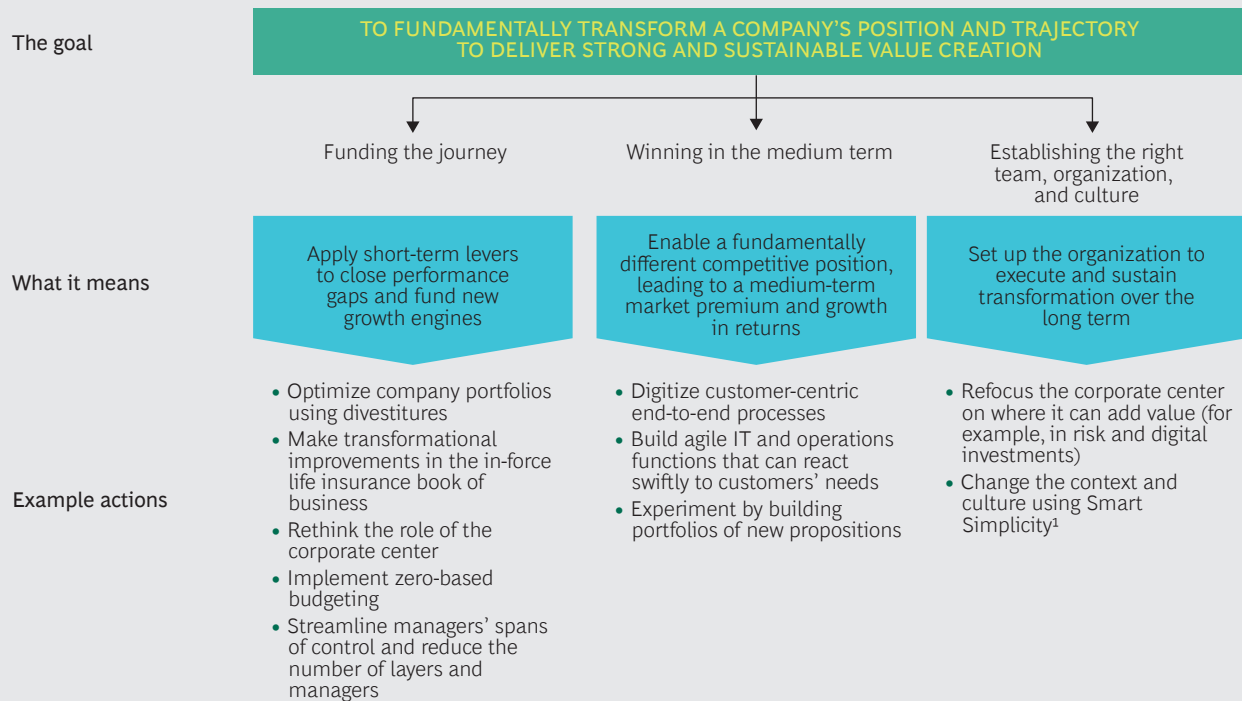 The goal
TO FUNDAMENTALLY TRANSFORM A COMPANY'S POSITION AND TRAJECTORY
TO DELIVER STRONG AND SUSTAINABLE VALUE CREATION
Funding the journey
Winning in the medium term
Establishing the right
team, organization,
and culture
What it means
Apply short-term levers
to close performance
gaps and fund new
growth engines
Enable a fundamentally
different competitive position,
leading to a medium-term
market premium and growth
in returns
Set up the organization to
execute and sustain
transformation over the
long term
Example actions
• Optimize company portfolios
using divestitures
• Make transformational
improvements in the in-force
life insurance book of
business
• Rethink the role of the
corporate center
• Implement zero-based
budgeting
• Streamline managers' spans
of control and reduce the
number of layers and
managers
• Digitize customer-centric
end-to-end processes
• Build agile IT and operations
functions that can react
swiftly to customers' needs
• Experiment by building
portfolios of new propositions
• Refocus the corporate center
on where it can add value (for
example, in risk and digital
investments)
• Change the context and
culture using Smart
Simplicity¹